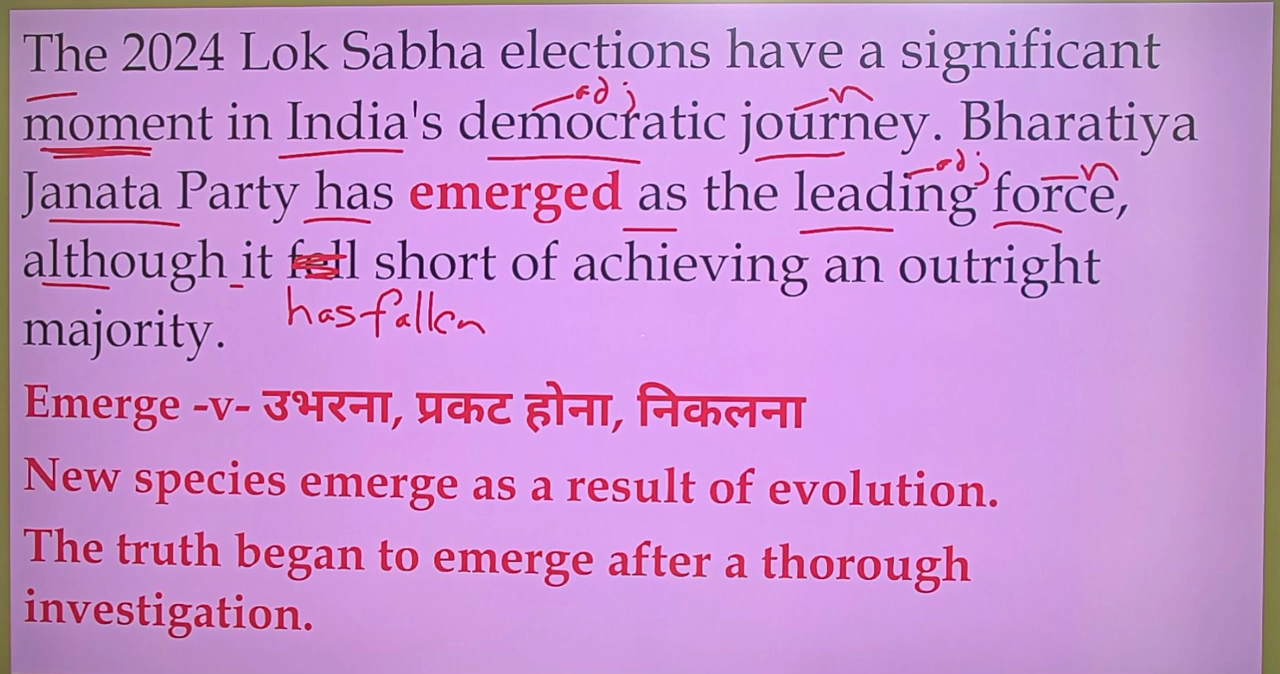 The 2024 Lok Sabha elections have a significant
adj n
moment in India's democratic journey. Bharatiya
adj n
Janata Party has emerged as the leading force,
although it fell short of achieving an outright
has fallen
majority.
Emerge -v- उभरना, प्रकट होना, निकलना
New species emerge as a result of evolution.
The truth began to emerge after a thorough
investigation.